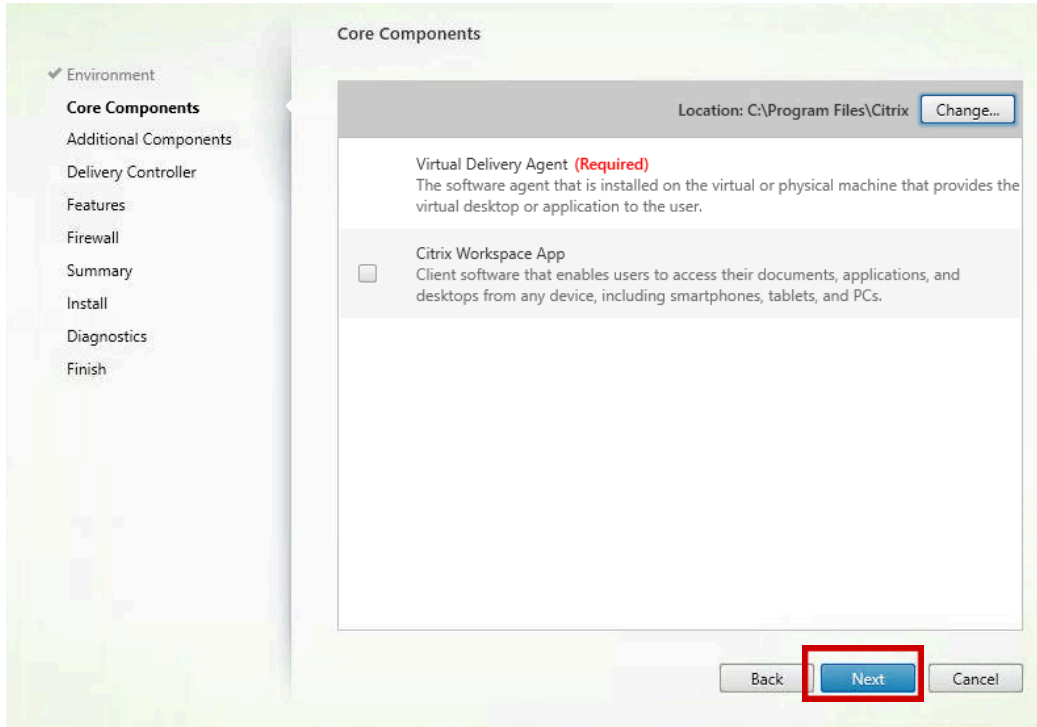 Core Components
Environment
Core Components
Additional Components
Delivery Controller
Features
Firewall
Summary
Install
Diagnostics
Finish
Location: C:\Program Files\Citrix
Change...
Virtual Delivery Agent (Required)
The software agent that is installed on the virtual or physical machine that provides the
virtual desktop or application to the user.
Citrix Workspace App
Client software that enables users to access their documents, applications, and
desktops from any device, including smartphones, tablets, and PCs.
Back
Next
Cancel